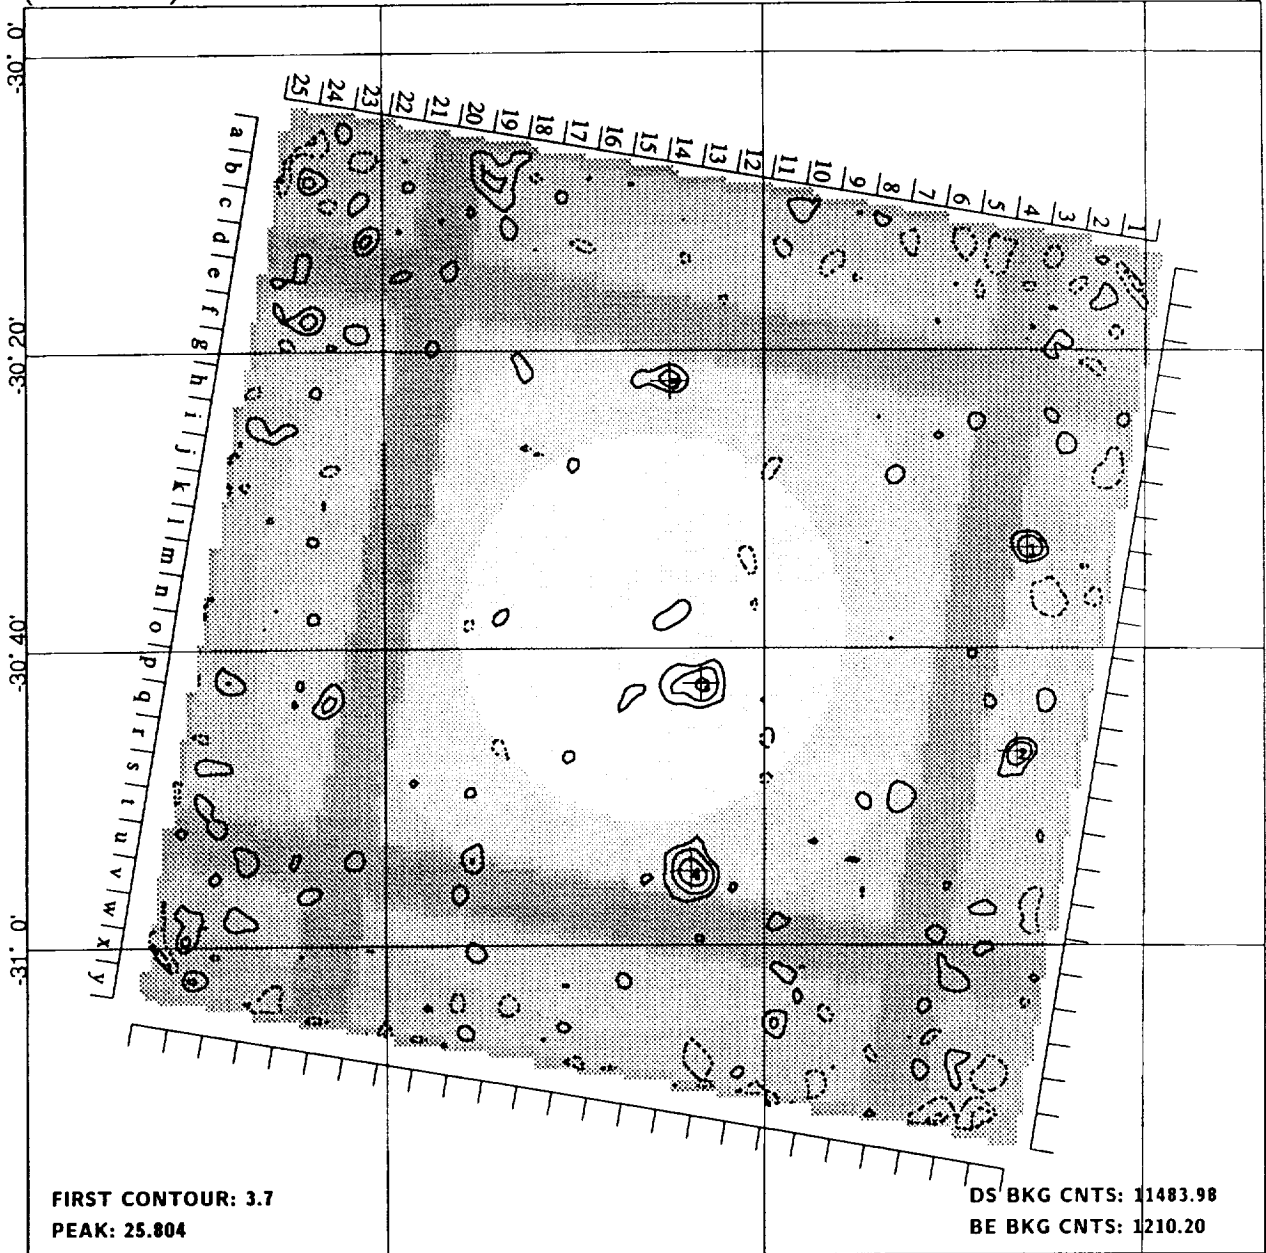 -30° 0'
25 24 23 22 21 20 19 18 17 16 15 14 13 12 11 10 9 8 7 6 5 4 3 2 1
a b c d e f g h i j k l m n o p q r s t u v w x y
-30° 20'
-30° 40'
-31° 0'
FIRST CONTOUR: 3.7
PEAK: 25.804
DS BKG CNTS: 11483.98
BE BKG CNTS: 1210.20